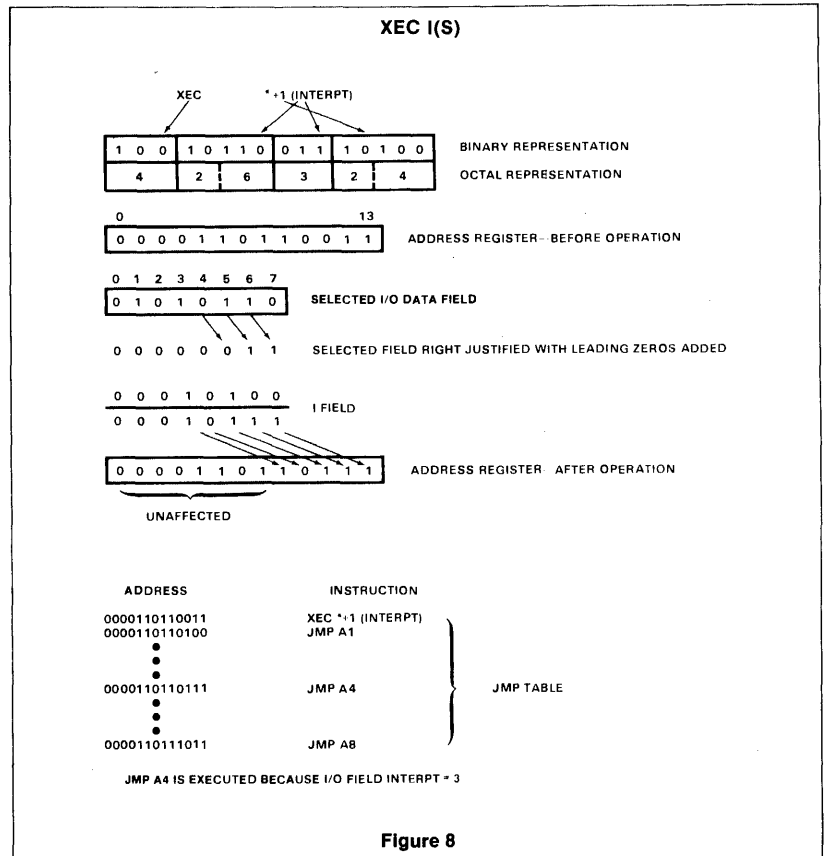 XEC I(S)
XEC *+1 (INTERPT)
1 0 0 1 0 1 1 0 0 1 1 1 0 1 0 0 BINARY REPRESENTATION
4 2 6 3 2 4 OCTAL REPRESENTATION
0 13
0 0 0 0 1 1 0 1 1 0 0 1 1 ADDRESS REGISTER- BEFORE OPERATION
0 1 2 3 4 5 6 7
0 1 0 1 0 1 1 0 SELECTED I/O DATA FIELD
0 0 0 0 0 0 1 1 SELECTED FIELD RIGHT JUSTIFIED WITH LEADING ZEROS ADDED
0 0 0 1 0 1 0 0
I FIELD
0 0 0 1 0 1 1 1
0 0 0 0 1 1 0 1 1 0 1 1 1 ADDRESS REGISTER- AFTER OPERATION
UNAFFECTED
ADDRESS INSTRUCTION
0000110110011 XEC *+1 (INTERPT)
0000110110100 JMP A1
0000110110111 JMP A4 JMP TABLE
0000110111011 JMP A8
JMP A4 IS EXECUTED BECAUSE I/O FIELD INTERPT = 3
Figure 8